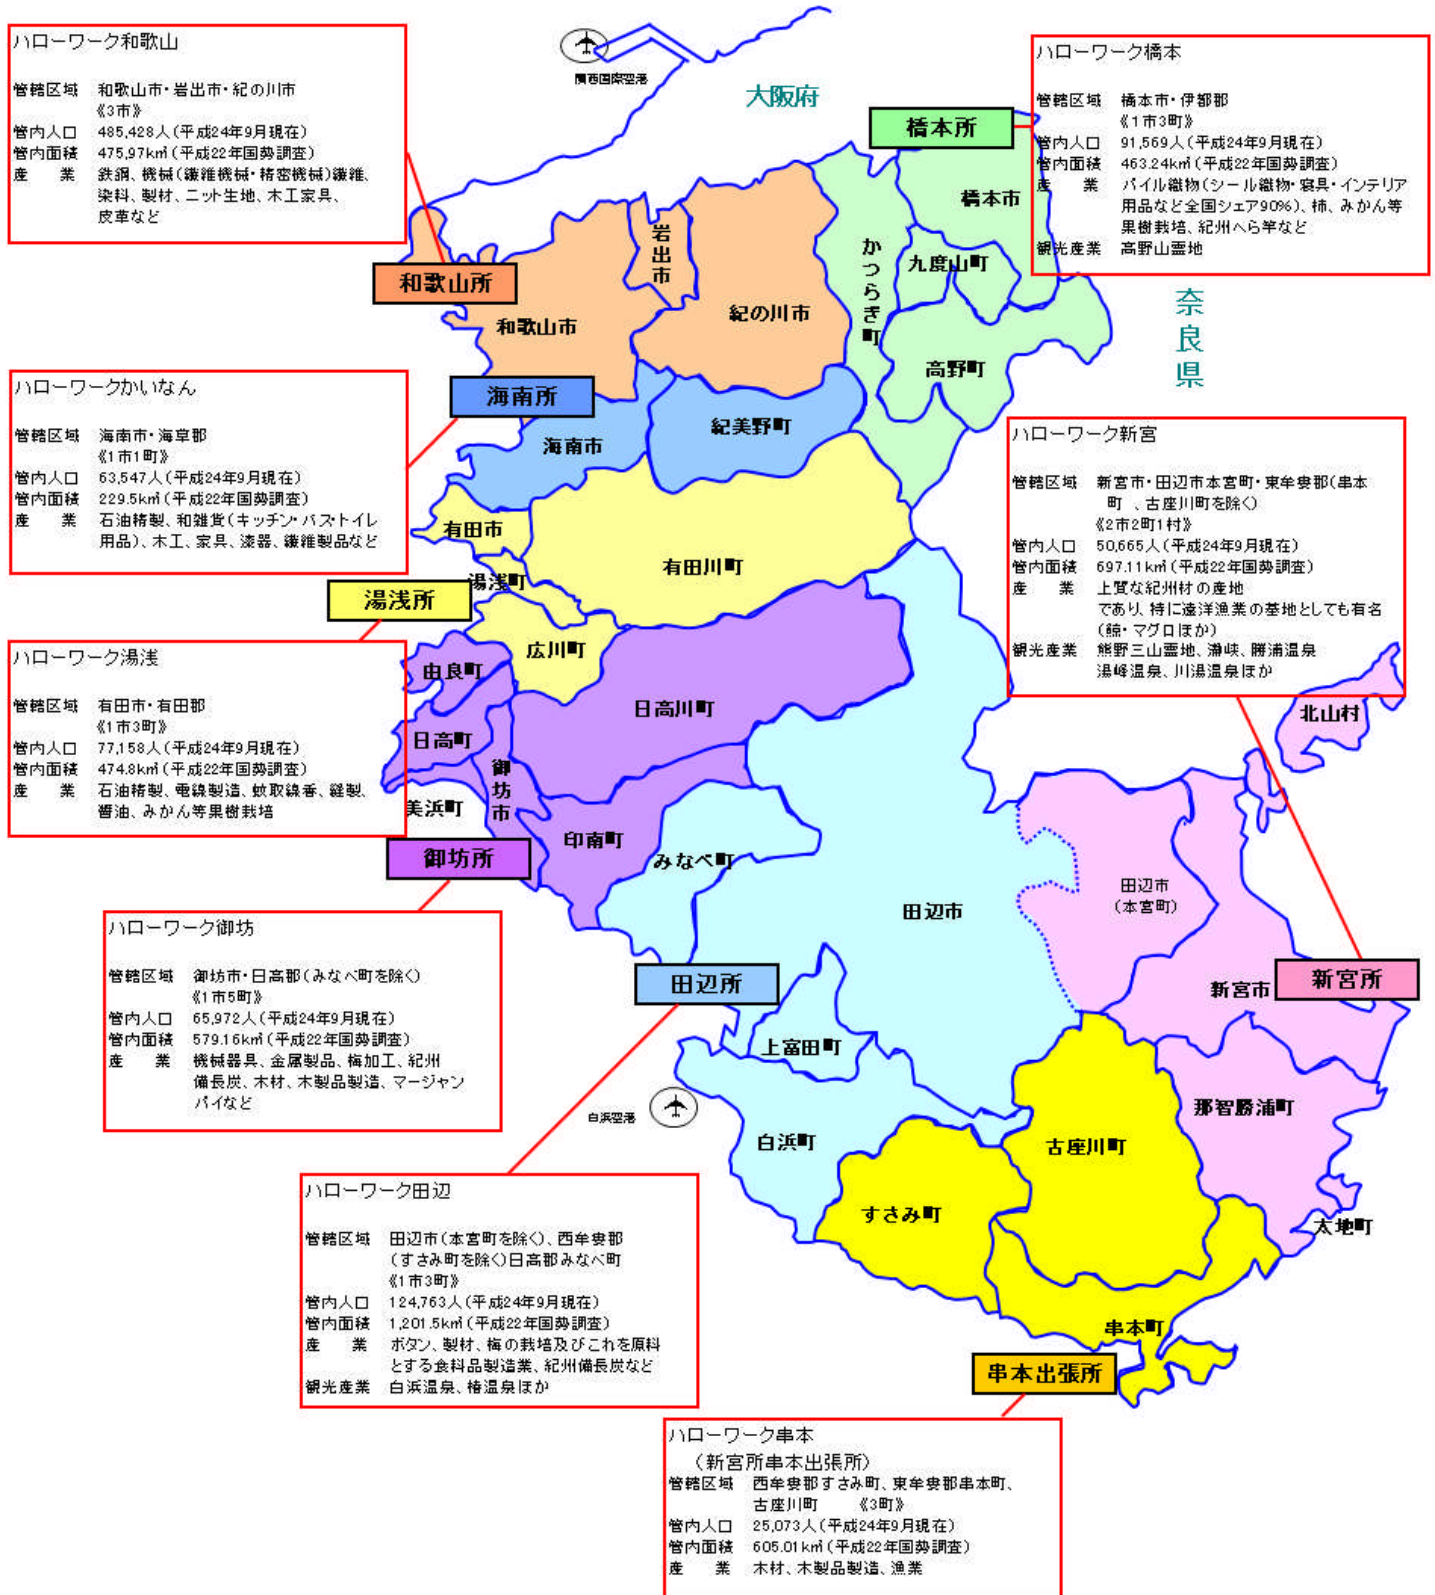 ハローワーク和歌山
管轄区域 和歌山市・岩出市・紀の川市
《3市》
管内人口 485,428人(平成24年9月現在)
管内面積 475,97k㎡(平成22年国勢調査)
産　業 鉄鋼、機械(繊維機械・精密機械)繊維、
染料、製材、ニット生地、木工家具、
皮革など
関西国際空港
大阪府
ハローワーク橋本
管轄区域 橋本市・伊都郡
《1市3町》
管内人口 91,569人(平成24年9月現在)
管内面積 463.24k㎡(平成22年国勢調査)
産　業 パイル織物(シール織物・寝具・インテリア
用品など全国シェア90%)、柿、みかん等
果樹栽培、紀州へら竿など
観光産業 高野山霊地
橋本所
橋本市
かつらぎ町
九度山町
高野町
岩出市
紀の川市
和歌山所
和歌山市
奈良県
ハローワークかいなん
管轄区域 海南市・海草郡
《1市1町》
管内人口 63,547人(平成24年9月現在)
管内面積 229.5k㎡(平成22年国勢調査)
産　業 石油精製、和雑貨(キッチン・バス・トイレ
用品)、木工、家具、漆器、繊維製品など
海南所
海南市
紀美野町
ハローワーク新宮
管轄区域 新宮市・田辺市本宮町・東牟婁郡(串本
町 、古座川町を除く)
《2市2町1村》
管内人口 50,665人(平成24年9月現在)
管内面積 697.11k㎡(平成22年国勢調査)
産　業 上質な紀州材の産地
であり、特に遠洋漁業の基地としても有名
(鯨・マグロほか)
観光産業 熊野三山霊地、瀞峡、勝浦温泉
湯峰温泉、川湯温泉ほか
有田市
有田川町
湯浅町
湯浅所
広川町
ハローワーク湯浅
管轄区域 有田市・有田郡
《1市3町》
管内人口 77,158人(平成24年9月現在)
管内面積 474.8k㎡(平成22年国勢調査)
産　業 石油精製、電線製造、蚊取線香、縫製、
醤油、みかん等果樹栽培
由良町
日高町
日高川町
御坊市
美浜町
印南町
御坊所
みなべ町
北山村
田辺市
(本宮町)
田辺市
ハローワーク御坊
管轄区域 御坊市・日高郡(みなべ町を除く)
《1市5町》
管内人口 65,972人(平成24年9月現在)
管内面積 579.16k㎡(平成22年国勢調査)
産　業 機械器具、金属製品、梅加工、紀州
備長炭、木材、木製品製造、マージャン
パイなど
田辺所
新宮市
新宮所
上富田町
白浜空港
白浜町
那智勝浦町
古座川町
すさみ町
太地町
串本町
串本出張所
ハローワーク田辺
管轄区域 田辺市(本宮町を除く)、西牟婁郡
(すさみ町を除く)日高郡みなべ町
《1市3町》
管内人口 124,763人(平成24年9月現在)
管内面積 1,201.5k㎡(平成22年国勢調査)
産　業 ボタン、製材、梅の栽培及びこれを原料
とする食料品製造業、紀州備長炭など
観光産業 白浜温泉、椿温泉ほか
ハローワーク串本
(新宮所串本出張所)
管轄区域 西牟婁郡すさみ町、東牟婁郡串本町、
古座川町　《3町》
管内人口 25,073人(平成24年9月現在)
管内面積 605.01k㎡(平成22年国勢調査)
産　業 木材、木製品製造、漁業